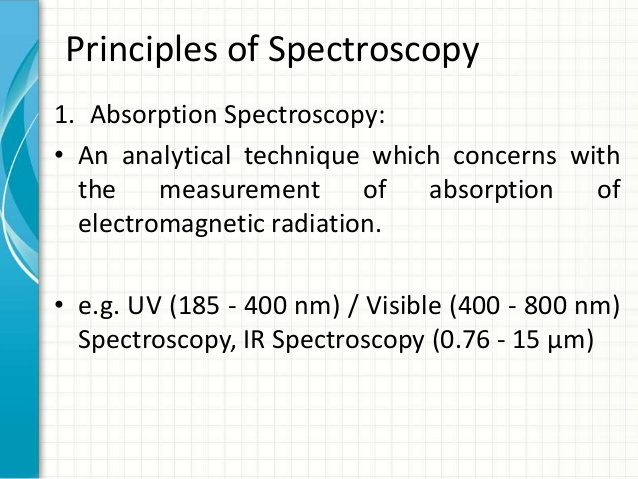 Principles of Spectroscopy
1. Absorption Spectroscopy:
• An analytical technique which concerns with
the measurement of absorption of
electromagnetic radiation.
• e.g. UV (185 - 400 nm) / Visible (400 - 800 nm)
Spectroscopy, IR Spectroscopy (0.76 - 15 μm)